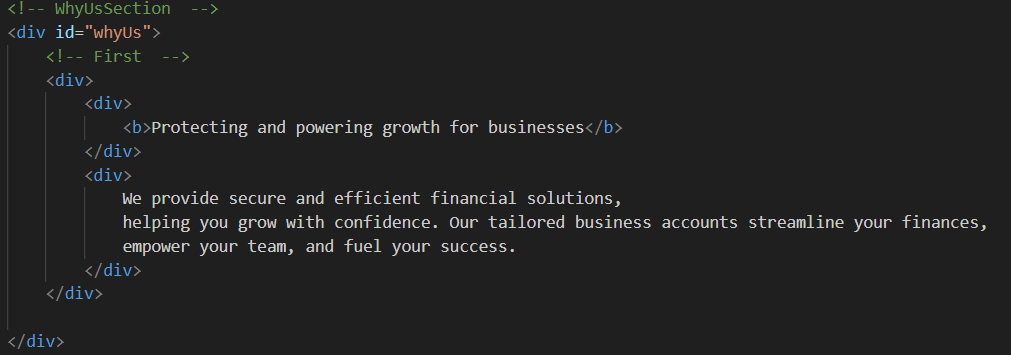 <!-- WhyUsSection  -->
<div id="whyUs">
    <!-- First  -->
    <div>
        <div>
            <b>Protecting and powering growth for businesses</b>
        </div>
        <div>
            We provide secure and efficient financial solutions,
            helping you grow with confidence. Our tailored business accounts streamline your finances,
            empower your team, and fuel your success.
        </div>
    </div>

</div>